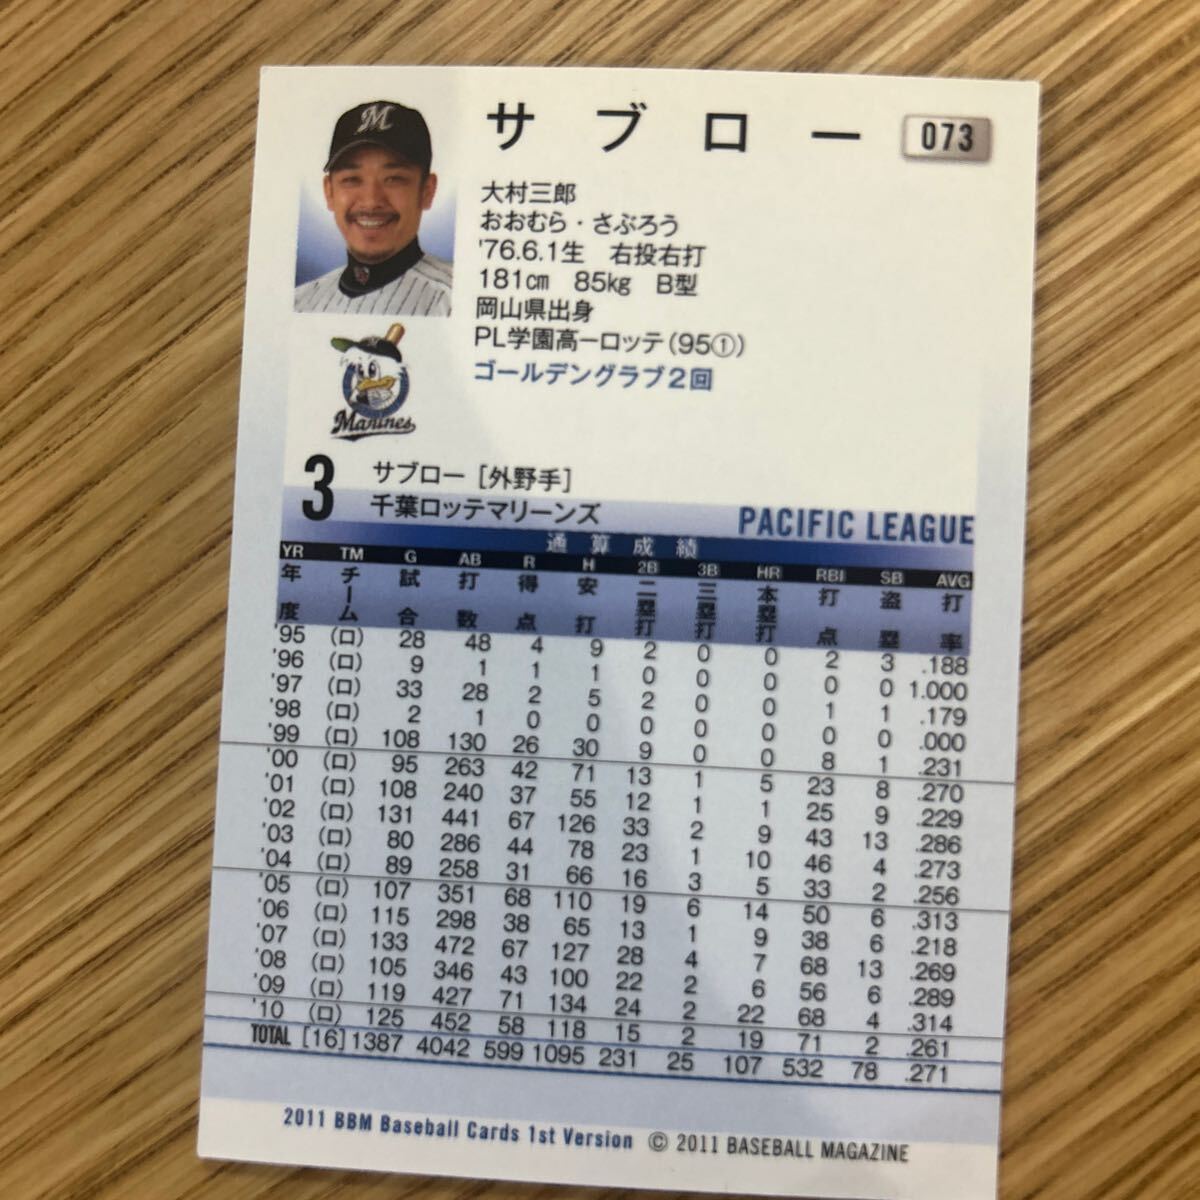 M
サブロー 073
大村三郎
おおむら・さぶろう
'76.6.1生 右投右打
181㎝ 85㎏ B型
岡山県出身
PL学園高ーロッテ(95①)
ゴールデングラブ2回
Marines
3 サブロー[外野手]
千葉ロッテマリーンズ
PACIFIC LEAGUE
通算成績
YR TM G AB R H 2B 3B HR RBI SB AVG
年度 チーム 試合 打数 得点 安打 二塁打 三塁打 本塁打 打点 盗塁 打率
'95 (ロ) 28 48 4 9 2 0 0 2 3 .188
'96 (ロ) 9 1 1 1 0 0 0 0 0 1.000
'97 (ロ) 33 28 2 5 2 0 0 1 1 .179
'98 (ロ) 2 1 0 0 0 0 0 0 0 .000
'99 (ロ) 108 130 26 30 9 0 0 8 1 .231
'00 (ロ) 95 263 42 71 13 1 5 23 8 .270
'01 (ロ) 108 240 37 55 12 1 1 25 9 .229
'02 (ロ) 131 441 67 126 33 2 9 43 13 .286
'03 (ロ) 80 286 44 78 23 1 10 46 4 .273
'04 (ロ) 89 258 31 66 16 3 5 33 2 .256
'05 (ロ) 107 351 68 110 19 6 14 50 6 .313
'06 (ロ) 115 298 38 65 13 1 9 38 6 .218
'07 (ロ) 133 472 67 127 28 4 7 68 13 .269
'08 (ロ) 105 346 43 100 22 2 6 56 6 .289
'09 (ロ) 119 427 71 134 24 2 22 68 4 .314
'10 (ロ) 125 452 58 118 15 2 19 71 2 .261
TOTAL [16] 1387 4042 599 1095 231 25 107 532 78 .271
2011 BBM Baseball Cards 1st Version © 2011 BASEBALL MAGAZINE